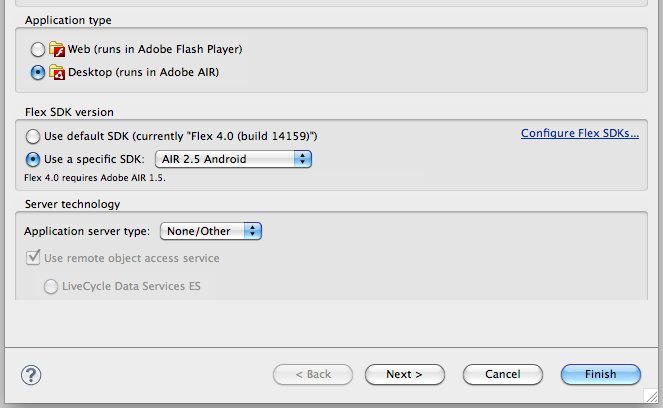 Application type
Web (runs in Adobe Flash Player)
Desktop (runs in Adobe AIR)
Flex SDK version
Use default SDK (currently "Flex 4.0 (build 14159)")
Configure Flex SDKs...
Use a specific SDK: AIR 2.5 Android
Flex 4.0 requires Adobe AIR 1.5.
Server technology
Application server type: None/Other
Use remote object access service
LiveCycle Data Services ES
? < Back Next > Cancel Finish